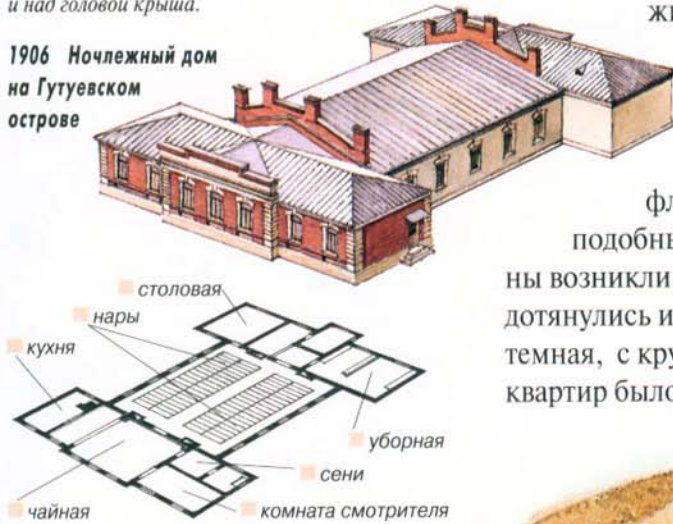 и над головой крыша.
1906 Ночлежный дом
на Гутуевском
острове
столовая
нары
кухня
уборная
сени
чайная
комната смотрителя
подобны
ны возникли
дотянулись и
темная, с кру
квартир было